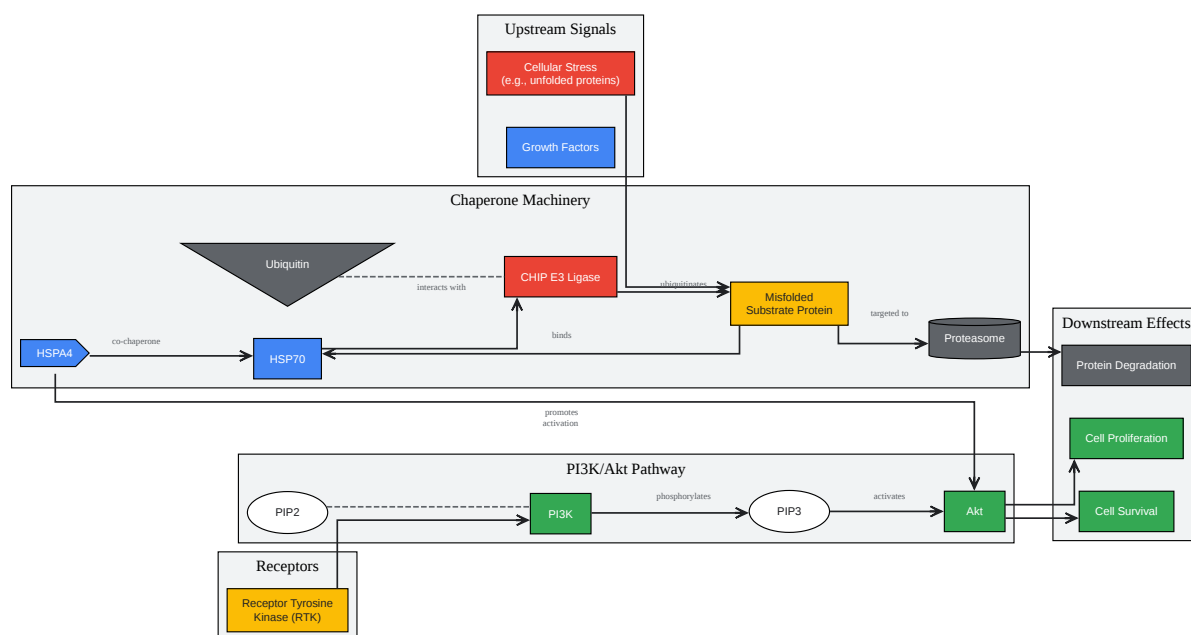 Upstream Signals
Cellular Stress
(e.g., unfolded proteins)
Growth Factors
Chaperone Machinery
Ubiquitin
interacts with
CHIP E3 Ligase
ubiquitinates
Misfolded
Substrate Protein
targeted to
Proteasome
HSPA4
co-chaperone
HSP70
binds
Downstream Effects
Protein Degradation
Cell Proliferation
Cell Survival
promotes
activation
PI3K/Akt Pathway
PIP2
PI3K
phosphorylates
PIP3
activates
Akt
Receptors
Receptor Tyrosine
Kinase (RTK)